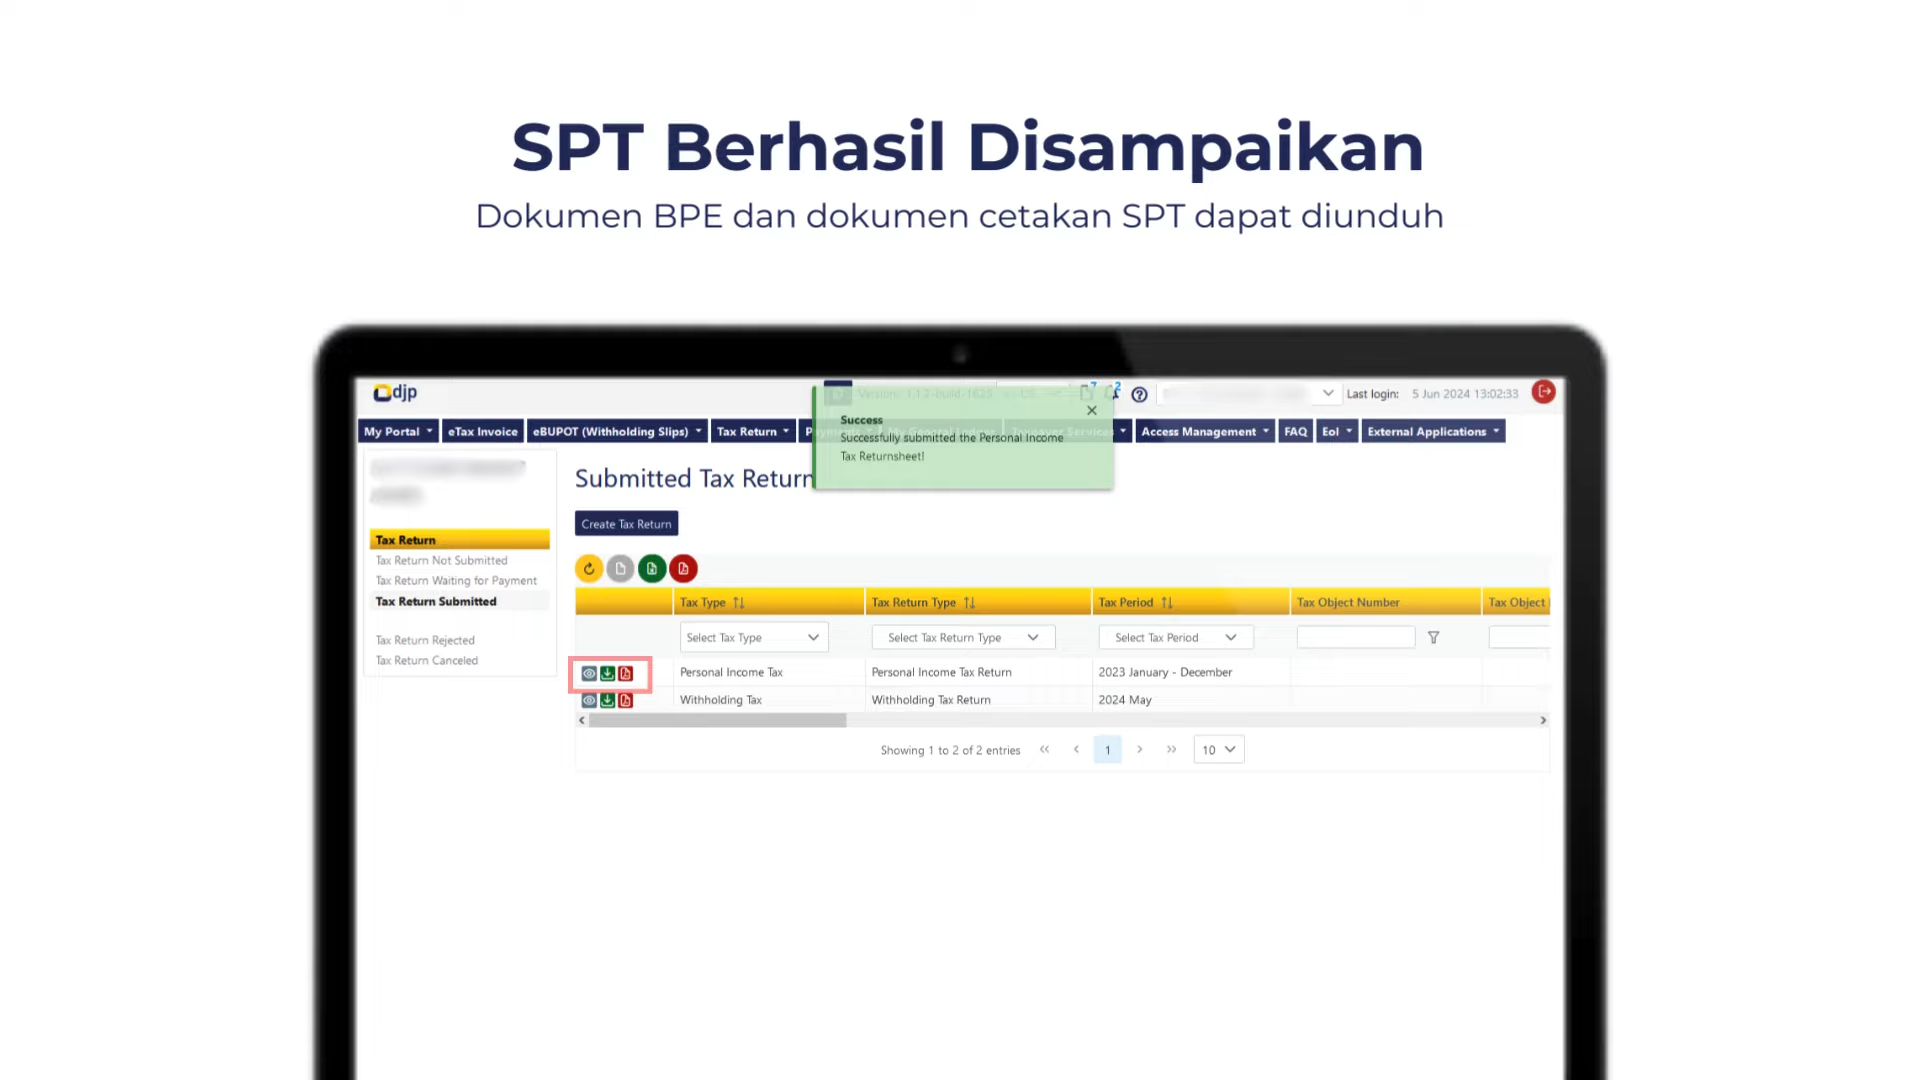 SPT Berhasil Disampaikan
Dokumen BPE dan dokumen cetakan SPT dapat diunduh
djp
7
2
Last login: 5 Jun 2024 13:02:33
My Portal
eTax Invoice
eBUPOT (Withholding Slips)
Tax Return
Access Management
FAQ
EoI
External Applications
Success
Successfully submitted the Personal Income
Tax Returnsheet!
Submitted Tax Return
Create Tax Return
Tax Return
Tax Return Not Submitted
Tax Return Waiting for Payment
Tax Return Submitted
Tax Return Rejected
Tax Return Canceled
Tax Type
Tax Return Type
Tax Period
Tax Object Number
Tax Object
Select Tax Type
Select Tax Return Type
Select Tax Period
Personal Income Tax
Personal Income Tax Return
2023 January - December
Withholding Tax
Withholding Tax Return
2024 May
Showing 1 to 2 of 2 entries
1
10